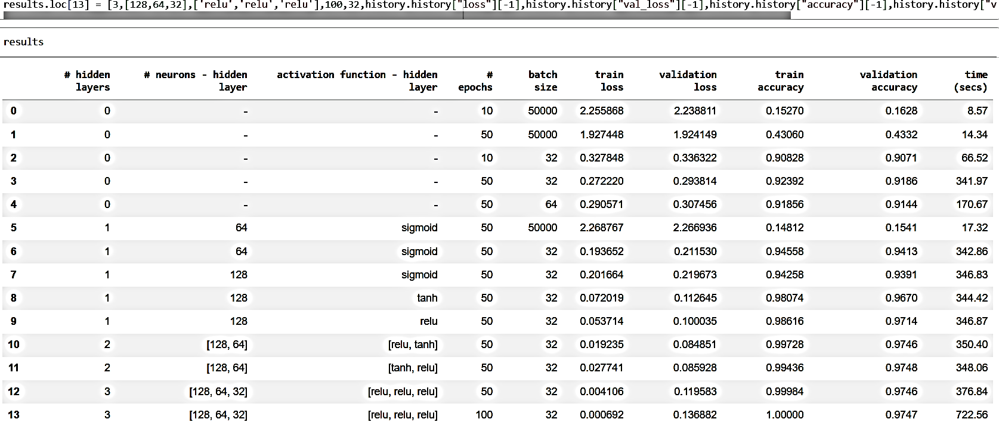 results.loc[13] = [3,[128,64,32],['relu','relu','relu'],100,32,history.history["loss"][-1],history.history["val_loss"][-1],history.history["accuracy"][-1],history.history["v
results
# hidden layers # neurons - hidden layer activation function - hidden layer # epochs batch size train loss validation loss train accuracy validation accuracy time (secs)
0 0 - - 10 50000 2.255868 2.238811 0.15270 0.1628 8.57
1 0 - - 50 50000 1.927448 1.924149 0.43060 0.4332 14.34
2 0 - - 10 32 0.327848 0.336322 0.90828 0.9071 66.52
3 0 - - 50 32 0.272220 0.293814 0.92392 0.9186 341.97
4 0 - - 50 64 0.290571 0.307456 0.91856 0.9144 170.67
5 1 64 sigmoid 50 50000 2.268767 2.266936 0.14812 0.1541 17.32
6 1 64 sigmoid 50 32 0.193652 0.211530 0.94558 0.9413 342.86
7 1 128 sigmoid 50 32 0.201664 0.219673 0.94258 0.9391 346.83
8 1 128 tanh 50 32 0.072019 0.112645 0.98074 0.9670 344.42
9 1 128 relu 50 32 0.053714 0.100035 0.98616 0.9714 346.87
10 2 [128, 64] [relu, tanh] 50 32 0.019235 0.084851 0.99728 0.9746 350.40
11 2 [128, 64] [tanh, relu] 50 32 0.027741 0.085928 0.99436 0.9748 348.06
12 3 [128, 64, 32] [relu, relu, relu] 50 32 0.004106 0.119583 0.99984 0.9746 376.84
13 3 [128, 64, 32] [relu, relu, relu] 100 32 0.000692 0.136882 1.00000 0.9747 722.56